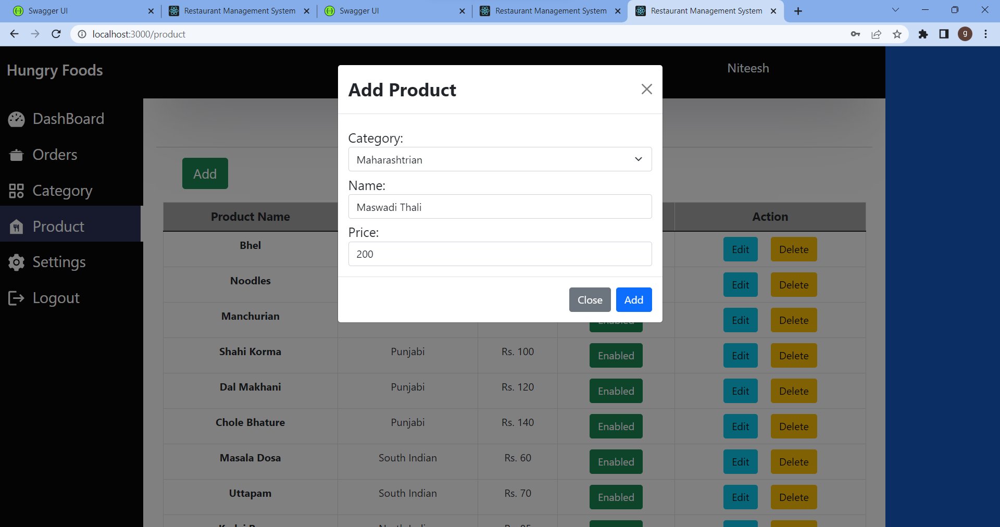 Swagger UI
Restaurant Management System
Swagger UI
Restaurant Management System
Restaurant Management System
localhost:3000/product
g
Hungry Foods
Niteesh
DashBoard
Orders
Category
Product
Settings
Logout
Add
Add Product
Category:
Maharashtrian
Name:
Maswadi Thali
Price:
200
Close Add
Product Name Action
Bhel Edit Delete
Noodles Edit Delete
Manchurian Edit Delete
Shahi Korma Punjabi Rs. 100 Enabled Edit Delete
Dal Makhani Punjabi Rs. 120 Enabled Edit Delete
Chole Bhature Punjabi Rs. 140 Enabled Edit Delete
Masala Dosa South Indian Rs. 60 Enabled Edit Delete
Uttapam South Indian Rs. 70 Enabled Edit Delete